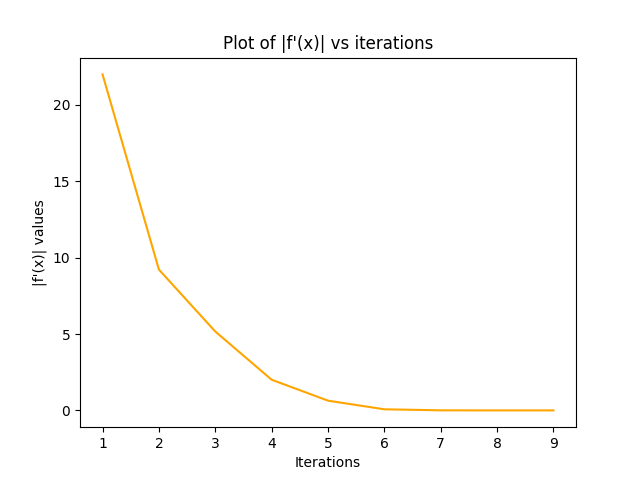 Plot of |f'(x)| vs iterations
|f'(x)| values
20
15
10
5
0
1 2 3 4 5 6 7 8 9
Iterations